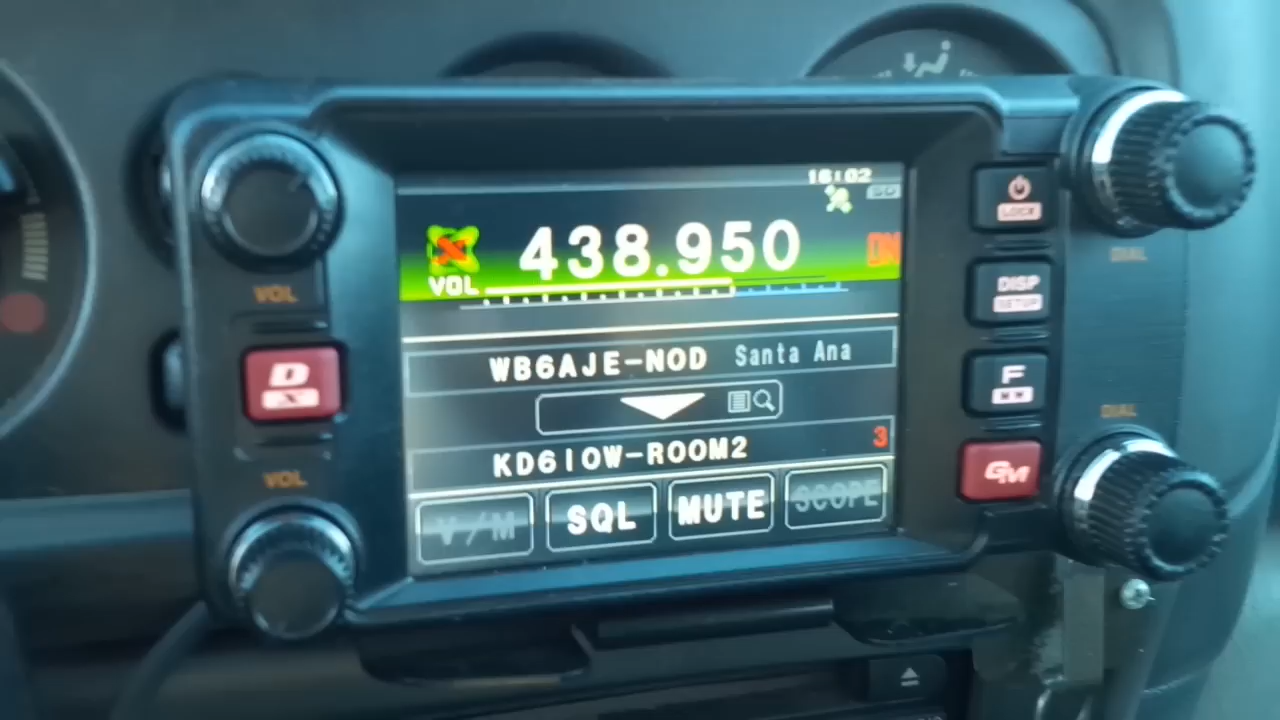 16:02
438.950 DN
VOL
WB6AJE-NOD Santa Ana
KD6IOW-ROOM2 3
V/M SQL MUTE SCOPE
VOL
D
X
VOL
LOCK
DISP
SETUP
F
GM
DIAL
DIAL